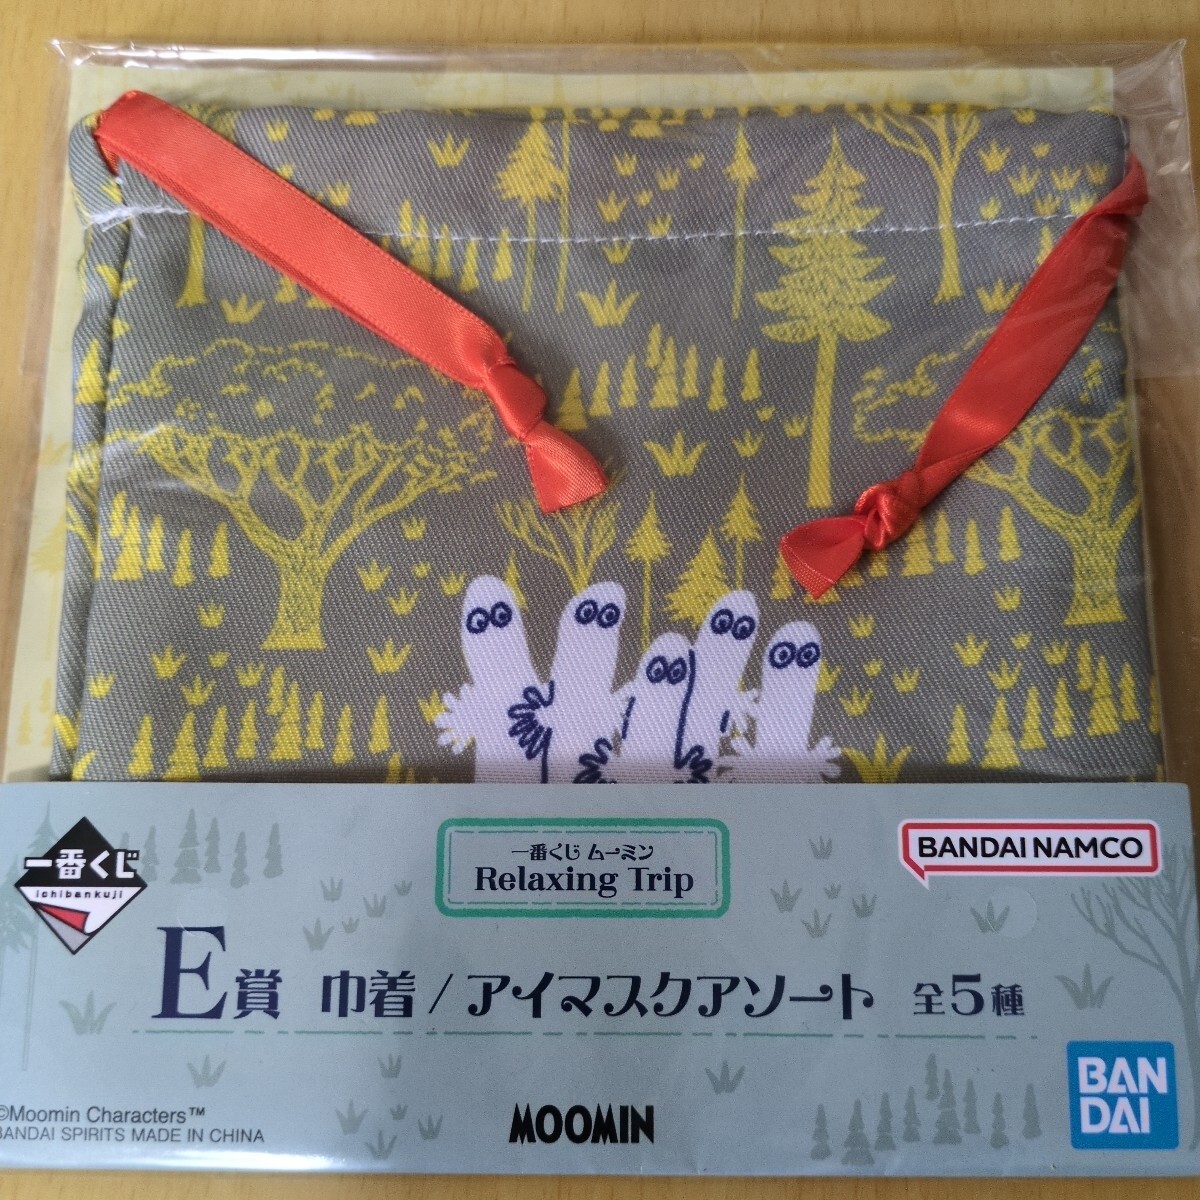 一番くじ
ichibankuji
一番くじ ムーミン
Relaxing Trip
BANDAI NAMCO
E賞 巾着/アイマスクアソート 全5種
©Moomin Characters™
BANDAI SPIRITS MADE IN CHINA
MOOMIN
BAN
DAI